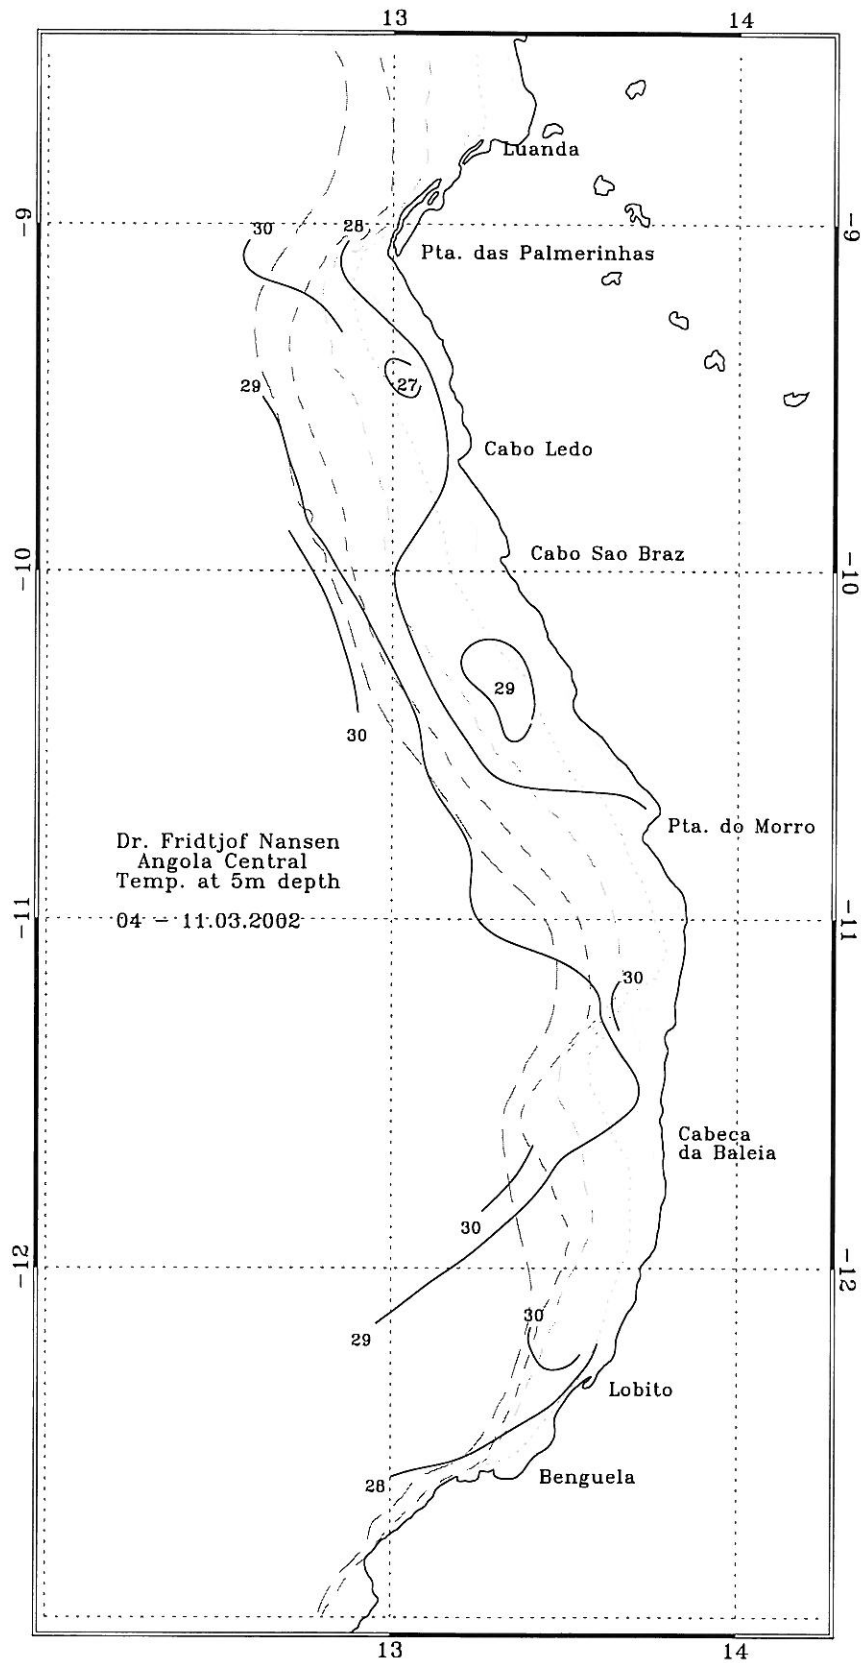 13 14
Luanda
-9 -9
30 28
Pta. das Palmerinhas
29 27
Cabo Ledo
Cabo Sao Braz
-10 -10
29
30
Pta. do Morro
Dr. Fridtjof Nansen
Angola Central
Temp. at 5m depth
04 - 11.03.2002
-11 -11
30
Cabeca
da Baleia
30
-12 -12
30
29
Lobito
Benguela
28
13 14